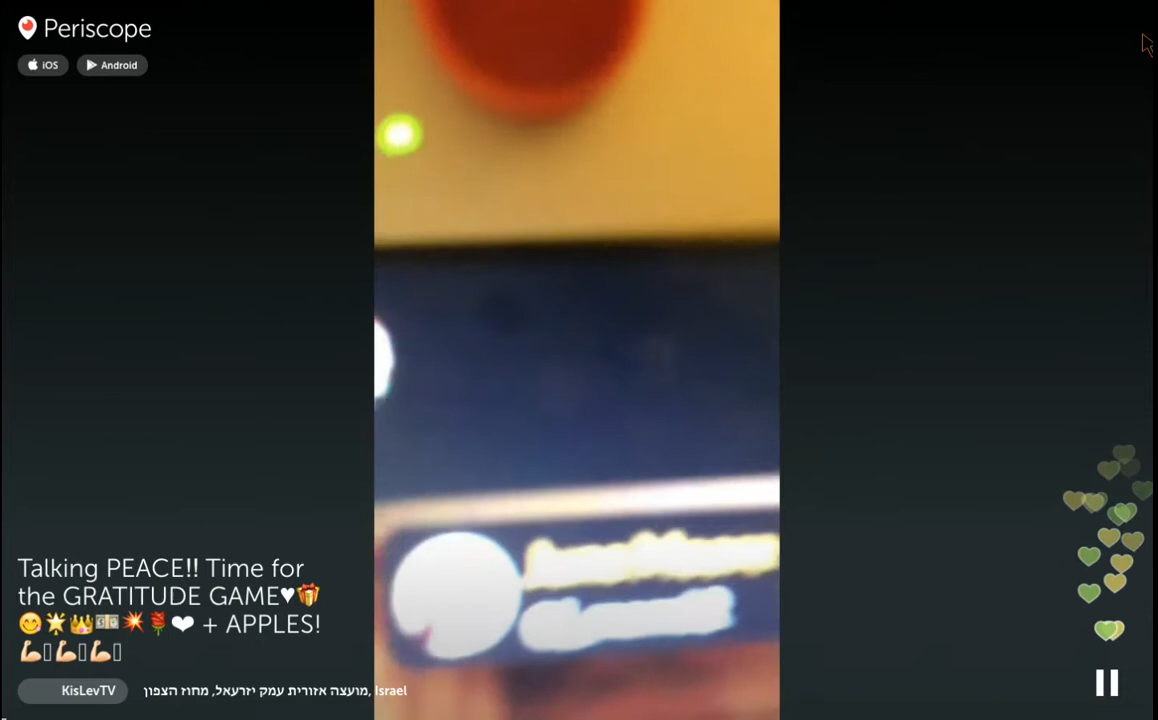 Periscope
iOS
Android
Talking PEACE!! Time for
the GRATITUDE GAME♥🎁
😋🌟👑💵💥🌹❤ + APPLES!
💪🏻▯💪🏻▯💪🏻▯
KisLevTV
מועצה אזורית עמק יזרעאל, מחוז הצפון, Israel